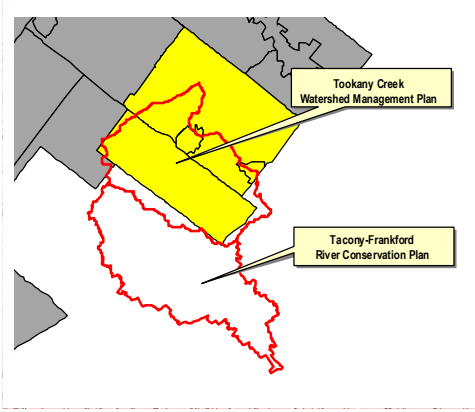 Tookany Creek
Watershed Management Plan
Tacony-Frankford
River Conservation Plan